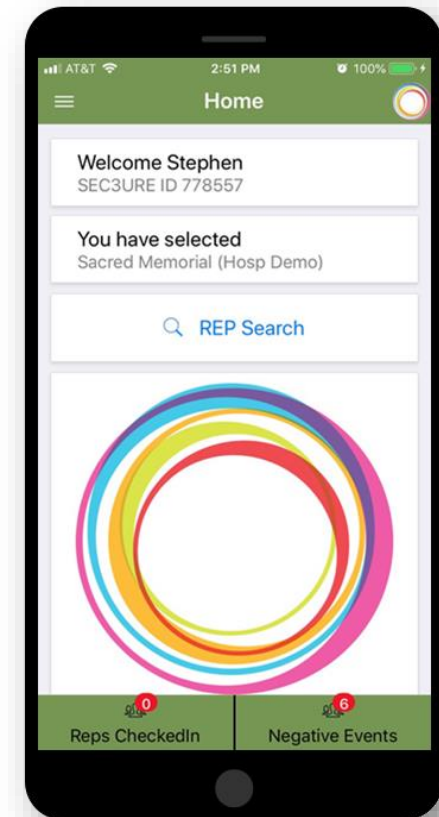 AT&T 2:51 PM 100%
Home
Welcome Stephen
SEC3URE ID 778557
You have selected
Sacred Memorial (Hosp Demo)
REP Search
0 6
Reps CheckedIn Negative Events